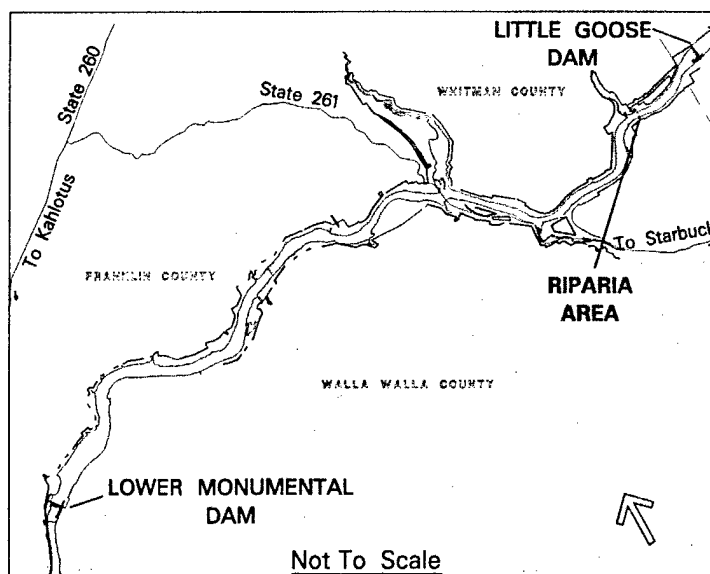 LITTLE GOOSE
DAM
State 260
State 261
WHITMAN COUNTY
To Kahlotus
To Starbuck
FRANKLIN COUNTY
RIPARIA
AREA
WALLA WALLA COUNTY
LOWER MONUMENTAL
DAM
Not To Scale